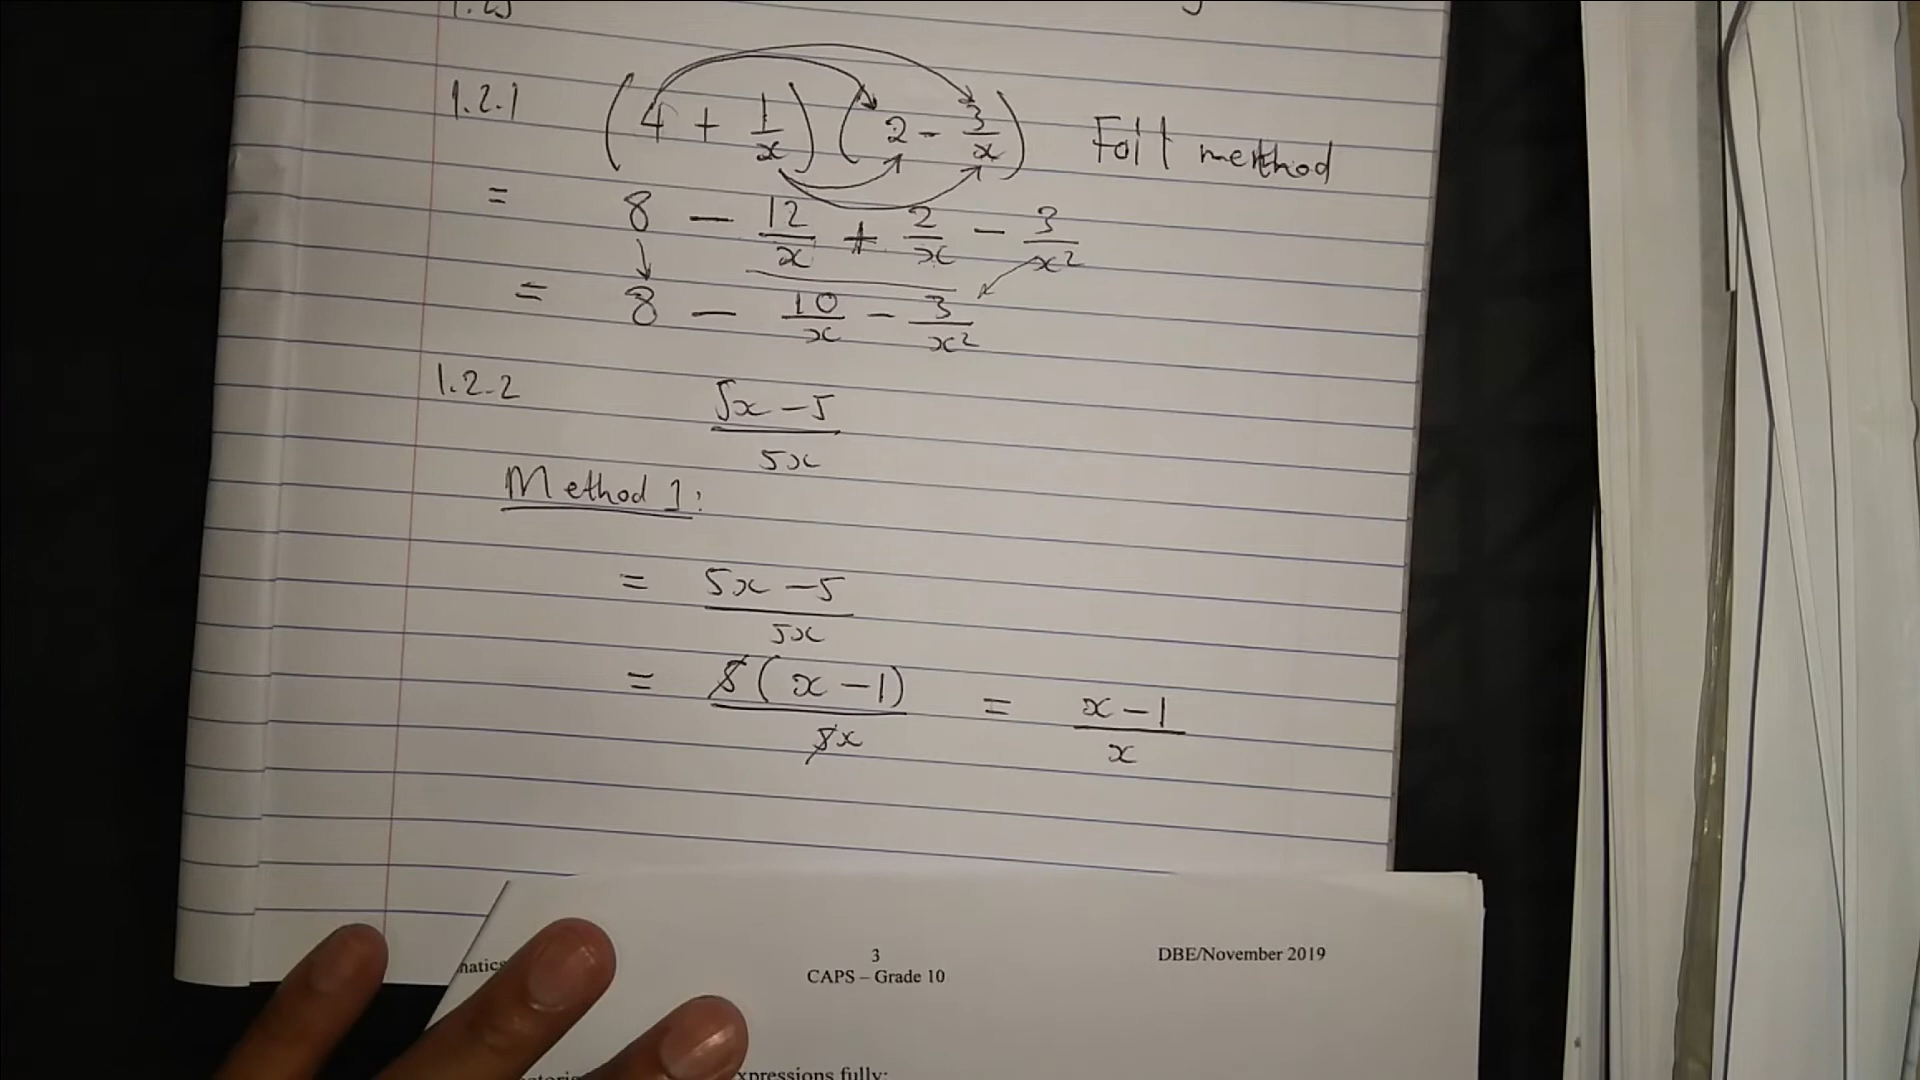 1.2.1 (4 + 1/x)(2 - 3/x) Foil method
= 8 - 12/x + 2/x - 3/x²
= 8 - 10/x - 3/x²
1.2.2 5x - 5 / 5x
Method 1:
= 5x - 5 / 5x
= 5(x - 1) / 5x = x - 1 / x
3
DBE/November 2019
CAPS – Grade 10
xpressions fully: